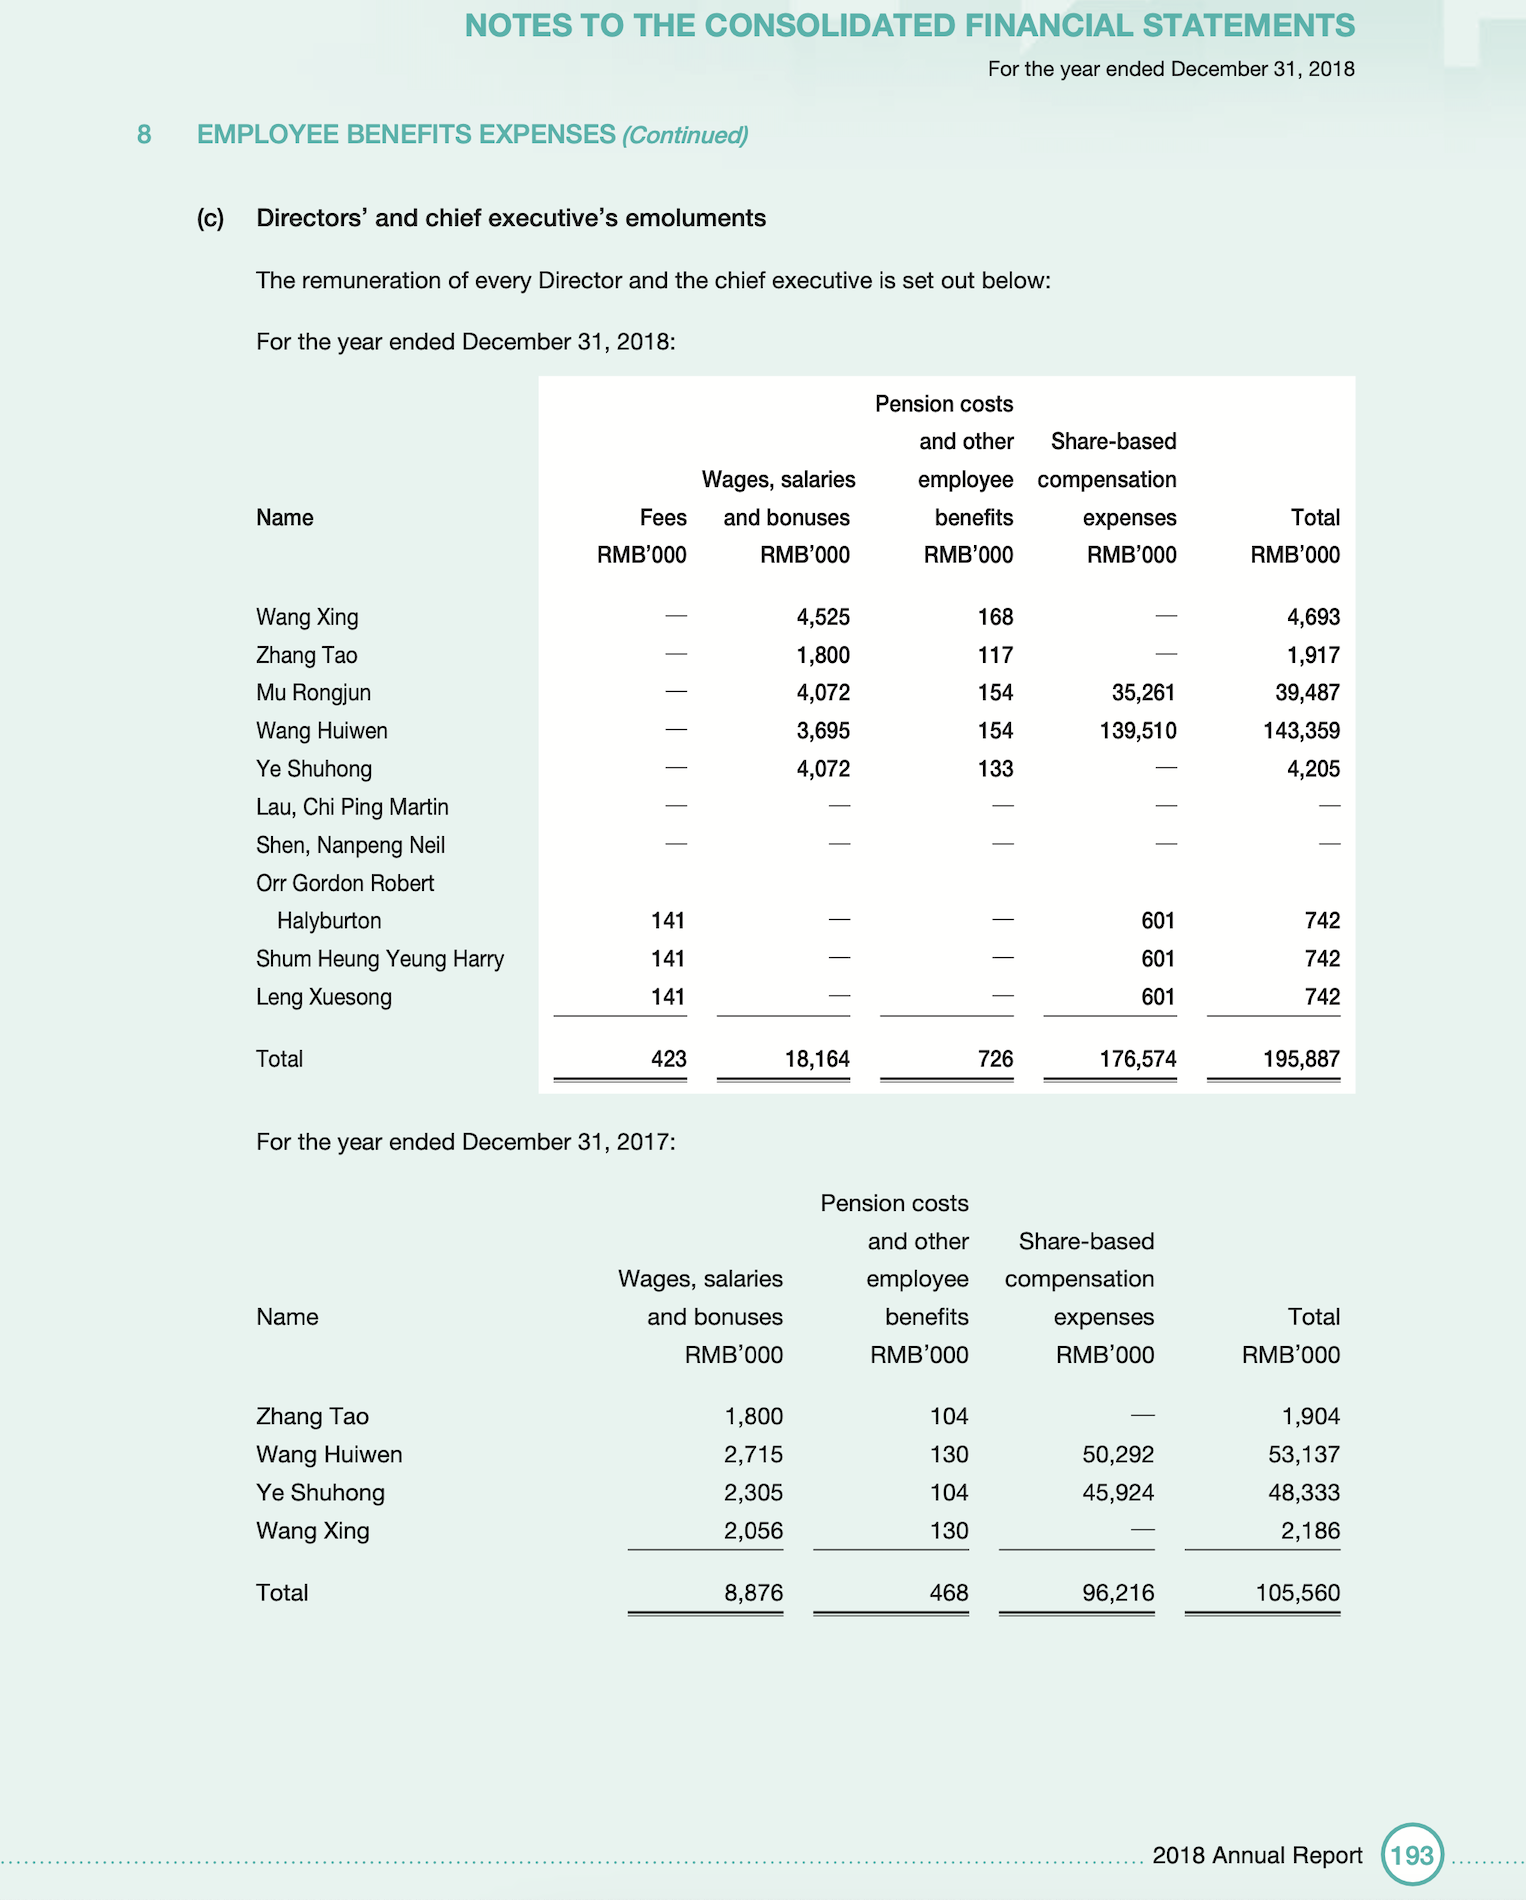 NOTES TO THE CONSOLIDATED FINANCIAL STATEMENTS
For the year ended December 31, 2018
8 EMPLOYEE BENEFITS EXPENSES (Continued)
(c) Directors’ and chief executive’s emoluments
The remuneration of every Director and the chief executive is set out below:
For the year ended December 31, 2018:
Pension costs
and other Share-based
Wages, salaries employee compensation
Name Fees and bonuses benefits expenses Total
RMB’000 RMB’000 RMB’000 RMB’000 RMB’000
Wang Xing — 4,525 168 — 4,693
Zhang Tao — 1,800 117 — 1,917
Mu Rongjun — 4,072 154 35,261 39,487
Wang Huiwen — 3,695 154 139,510 143,359
Ye Shuhong — 4,072 133 — 4,205
Lau, Chi Ping Martin — — — — —
Shen, Nanpeng Neil — — — — —
Orr Gordon Robert
Halyburton 141 — — 601 742
Shum Heung Yeung Harry 141 — — 601 742
Leng Xuesong 141 — — 601 742
Total 423 18,164 726 176,574 195,887
For the year ended December 31, 2017:
Pension costs
and other Share-based
Wages, salaries employee compensation
Name and bonuses benefits expenses Total
RMB’000 RMB’000 RMB’000 RMB’000
Zhang Tao 1,800 104 — 1,904
Wang Huiwen 2,715 130 50,292 53,137
Ye Shuhong 2,305 104 45,924 48,333
Wang Xing 2,056 130 — 2,186
Total 8,876 468 96,216 105,560
2018 Annual Report 193